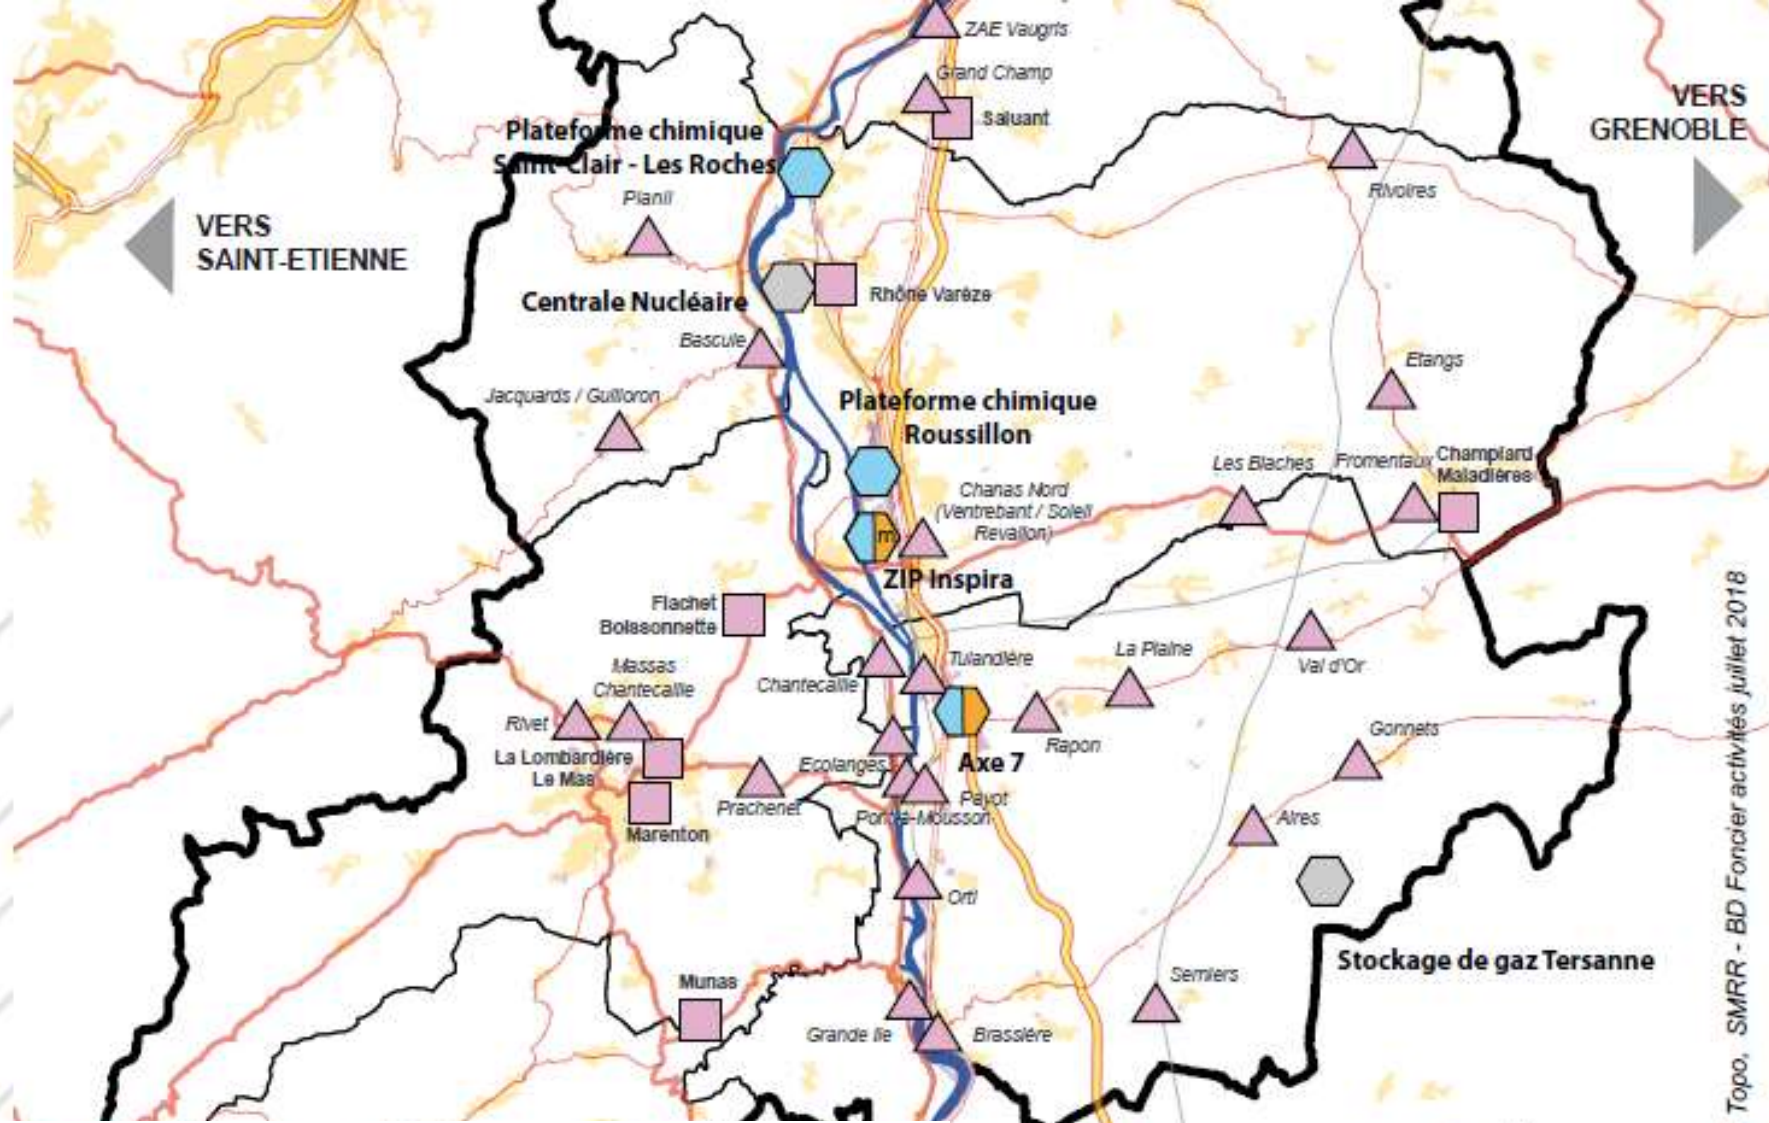 ZAE Vaugris
Grand Champ
Saluant
VERS
GRENOBLE
Plateforme chimique
Saint-Clair - Les Roches
Planil
Rivoires
VERS
SAINT-ETIENNE
Centrale Nucléaire
Rhône Varèze
Bascule
Etangs
Jacquards / Guilloron
Plateforme chimique
Roussillon
Les Blaches
Fromentaux
Champlard
Maladières
Chanas Nord
(Ventrebant / Soleil
Revallon)
m
ZIP Inspira
Flachet
Boissonnette
Massas
Chantecaille
Chantecaille
Tulandière
La Plaine
Val d'Or
Rivet
La Lombardière
Le Mas
Marenton
Prachenet
Ecolanges
Axe 7
Rapon
Gonnets
Payot
Pont-à-Mousson
Aires
Orti
Stockage de gaz Tersanne
Munas
Semiers
Grande Ile
Brassière
Topo, SMRR - BD Foncier activités juillet 2018